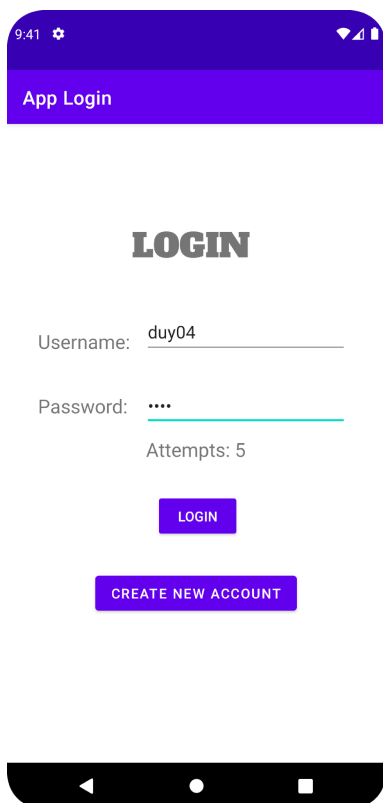 9:41
App Login
LOGIN
Username: duy04
Password: ••••
Attempts: 5
LOGIN
CREATE NEW ACCOUNT